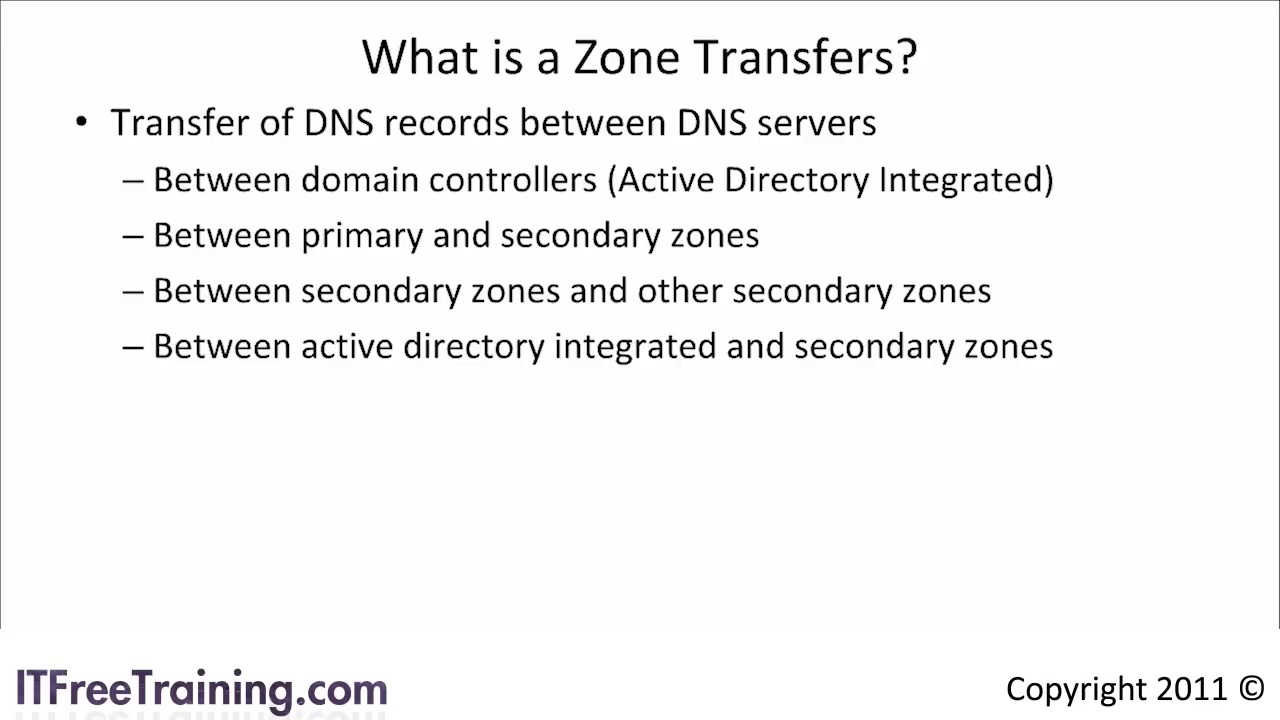 What is a Zone Transfers?
• Transfer of DNS records between DNS servers
– Between domain controllers (Active Directory Integrated)
– Between primary and secondary zones
– Between secondary zones and other secondary zones
– Between active directory integrated and secondary zones
ITFreeTraining.com
Copyright 2011 ©